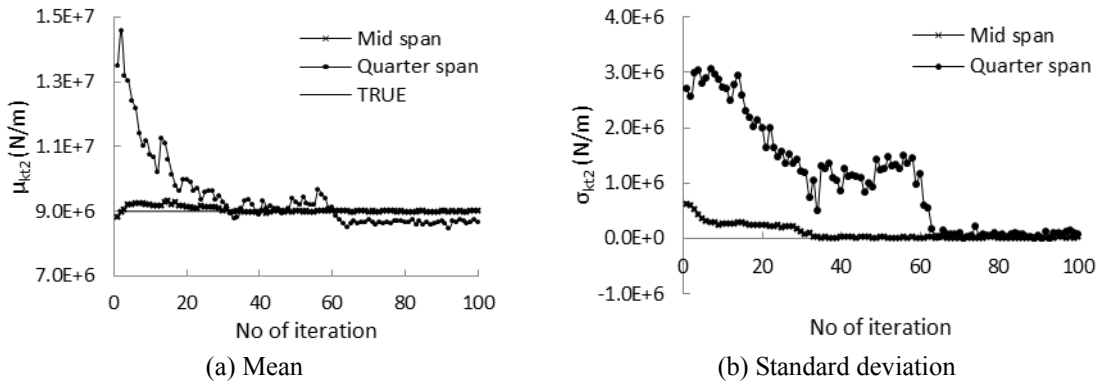 1.5E+7
1.3E+7
1.1E+7
9.0E+6
7.0E+6
μkt2 (N/m)
Mid span
Quarter span
TRUE
0 20 40 60 80 100
No of iteration
(a) Mean
4.0E+6
3.0E+6
2.0E+6
1.0E+6
0.0E+0
-1.0E+6
σkt2 (N/m)
Mid span
Quarter span
0 20 40 60 80 100
No of iteration
(b) Standard deviation